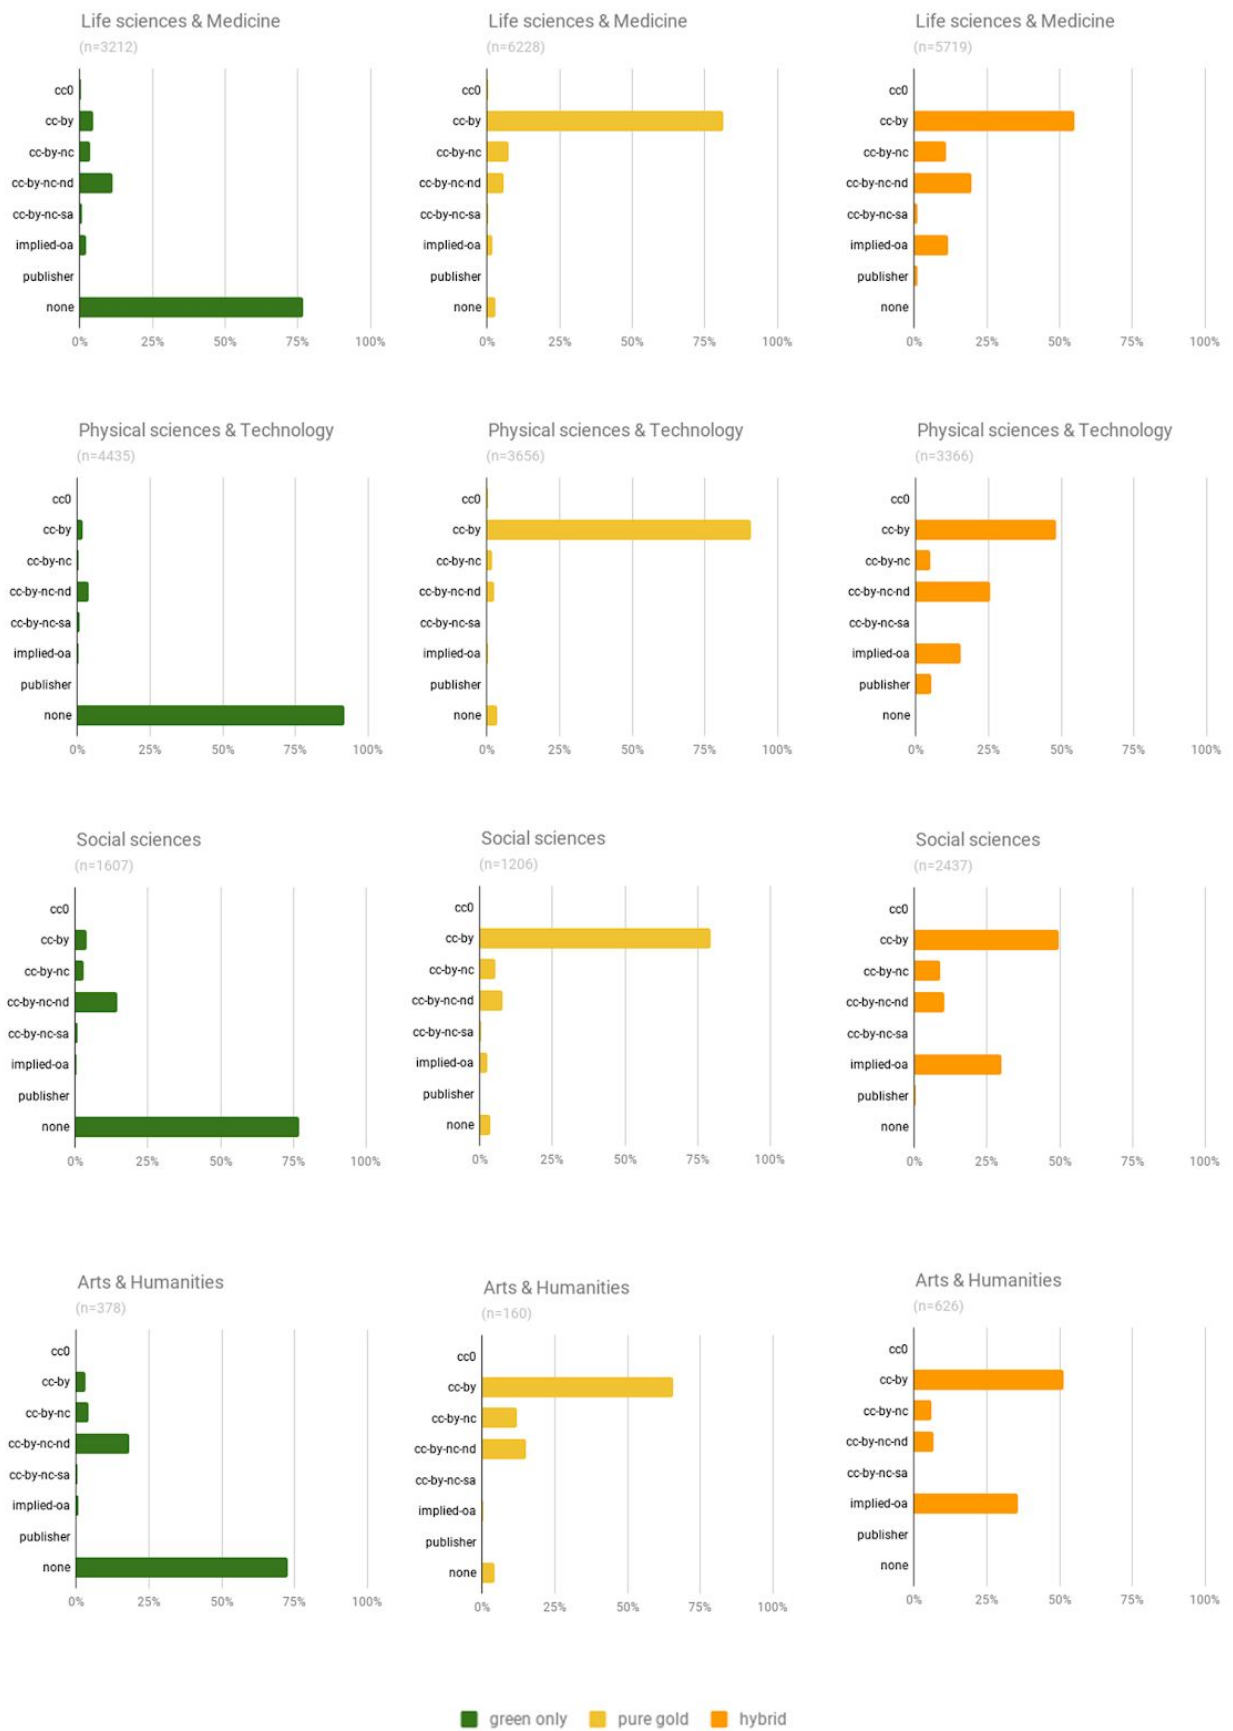 Life sciences & Medicine
(n=3212)
cc0
cc-by
cc-by-nc
cc-by-nc-nd
cc-by-nc-sa
implied-oa
publisher
none
0% 25% 50% 75% 100%
Life sciences & Medicine
(n=6228)
cc0
cc-by
cc-by-nc
cc-by-nc-nd
cc-by-nc-sa
implied-oa
publisher
none
0% 25% 50% 75% 100%
Life sciences & Medicine
(n=5719)
cc0
cc-by
cc-by-nc
cc-by-nc-nd
cc-by-nc-sa
implied-oa
publisher
none
0% 25% 50% 75% 100%
Physical sciences & Technology
(n=4435)
cc0
cc-by
cc-by-nc
cc-by-nc-nd
cc-by-nc-sa
implied-oa
publisher
none
0% 25% 50% 75% 100%
Physical sciences & Technology
(n=3656)
cc0
cc-by
cc-by-nc
cc-by-nc-nd
cc-by-nc-sa
implied-oa
publisher
none
0% 25% 50% 75% 100%
Physical sciences & Technology
(n=3366)
cc0
cc-by
cc-by-nc
cc-by-nc-nd
cc-by-nc-sa
implied-oa
publisher
none
0% 25% 50% 75% 100%
Social sciences
(n=1607)
cc0
cc-by
cc-by-nc
cc-by-nc-nd
cc-by-nc-sa
implied-oa
publisher
none
0% 25% 50% 75% 100%
Social sciences
(n=1206)
cc0
cc-by
cc-by-nc
cc-by-nc-nd
cc-by-nc-sa
implied-oa
publisher
none
0% 25% 50% 75% 100%
Social sciences
(n=2437)
cc0
cc-by
cc-by-nc
cc-by-nc-nd
cc-by-nc-sa
implied-oa
publisher
none
0% 25% 50% 75% 100%
Arts & Humanities
(n=378)
cc0
cc-by
cc-by-nc
cc-by-nc-nd
cc-by-nc-sa
implied-oa
publisher
none
0% 25% 50% 75% 100%
Arts & Humanities
(n=160)
cc0
cc-by
cc-by-nc
cc-by-nc-nd
cc-by-nc-sa
implied-oa
publisher
none
0% 25% 50% 75% 100%
Arts & Humanities
(n=626)
cc0
cc-by
cc-by-nc
cc-by-nc-nd
cc-by-nc-sa
implied-oa
publisher
none
0% 25% 50% 75% 100%
green only pure gold hybrid